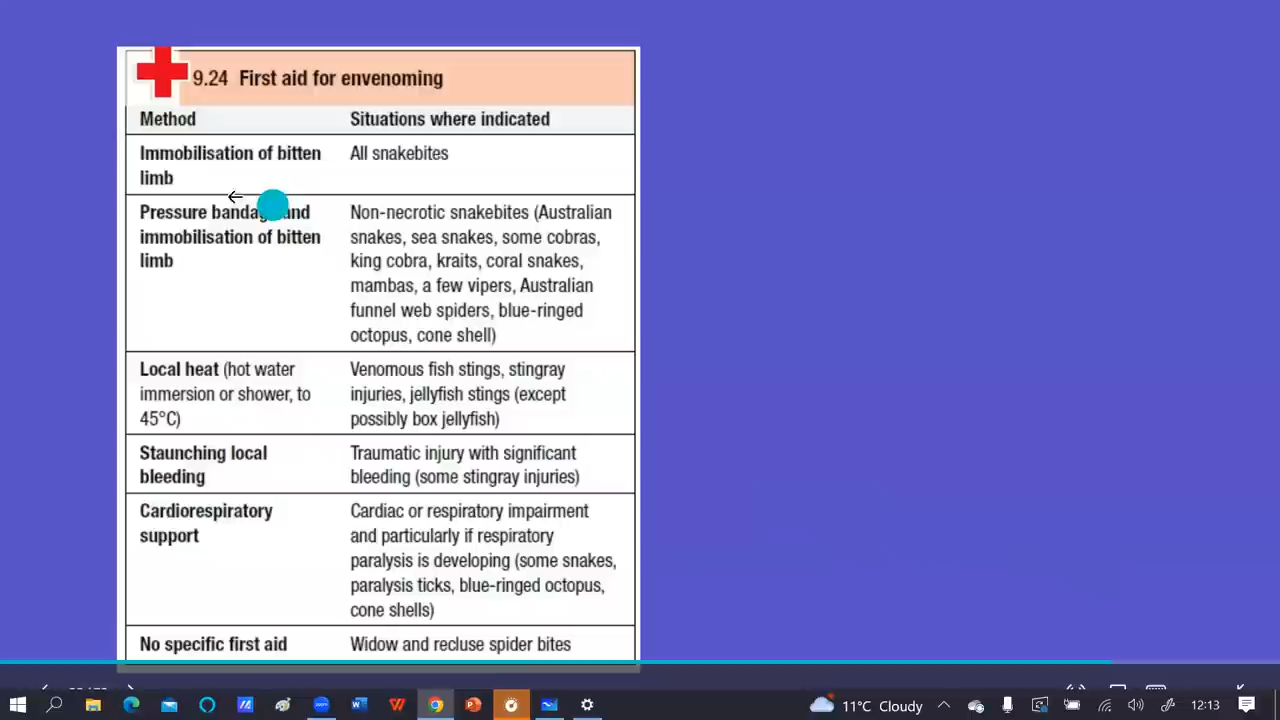 9.24 First aid for envenoming
Method Situations where indicated
Immobilisation of bitten All snakebites
limb
Pressure bandage and Non-necrotic snakebites (Australian
immobilisation of bitten snakes, sea snakes, some cobras,
limb king cobra, kraits, coral snakes,
mambas, a few vipers, Australian
funnel web spiders, blue-ringed
octopus, cone shell)
Local heat (hot water Venomous fish stings, stingray
immersion or shower, to injuries, jellyfish stings (except
45°C) possibly box jellyfish)
Staunching local Traumatic injury with significant
bleeding bleeding (some stingray injuries)
Cardiorespiratory Cardiac or respiratory impairment
support and particularly if respiratory
paralysis is developing (some snakes,
paralysis ticks, blue-ringed octopus,
cone shells)
No specific first aid Widow and recluse spider bites
11°C Cloudy 12:13